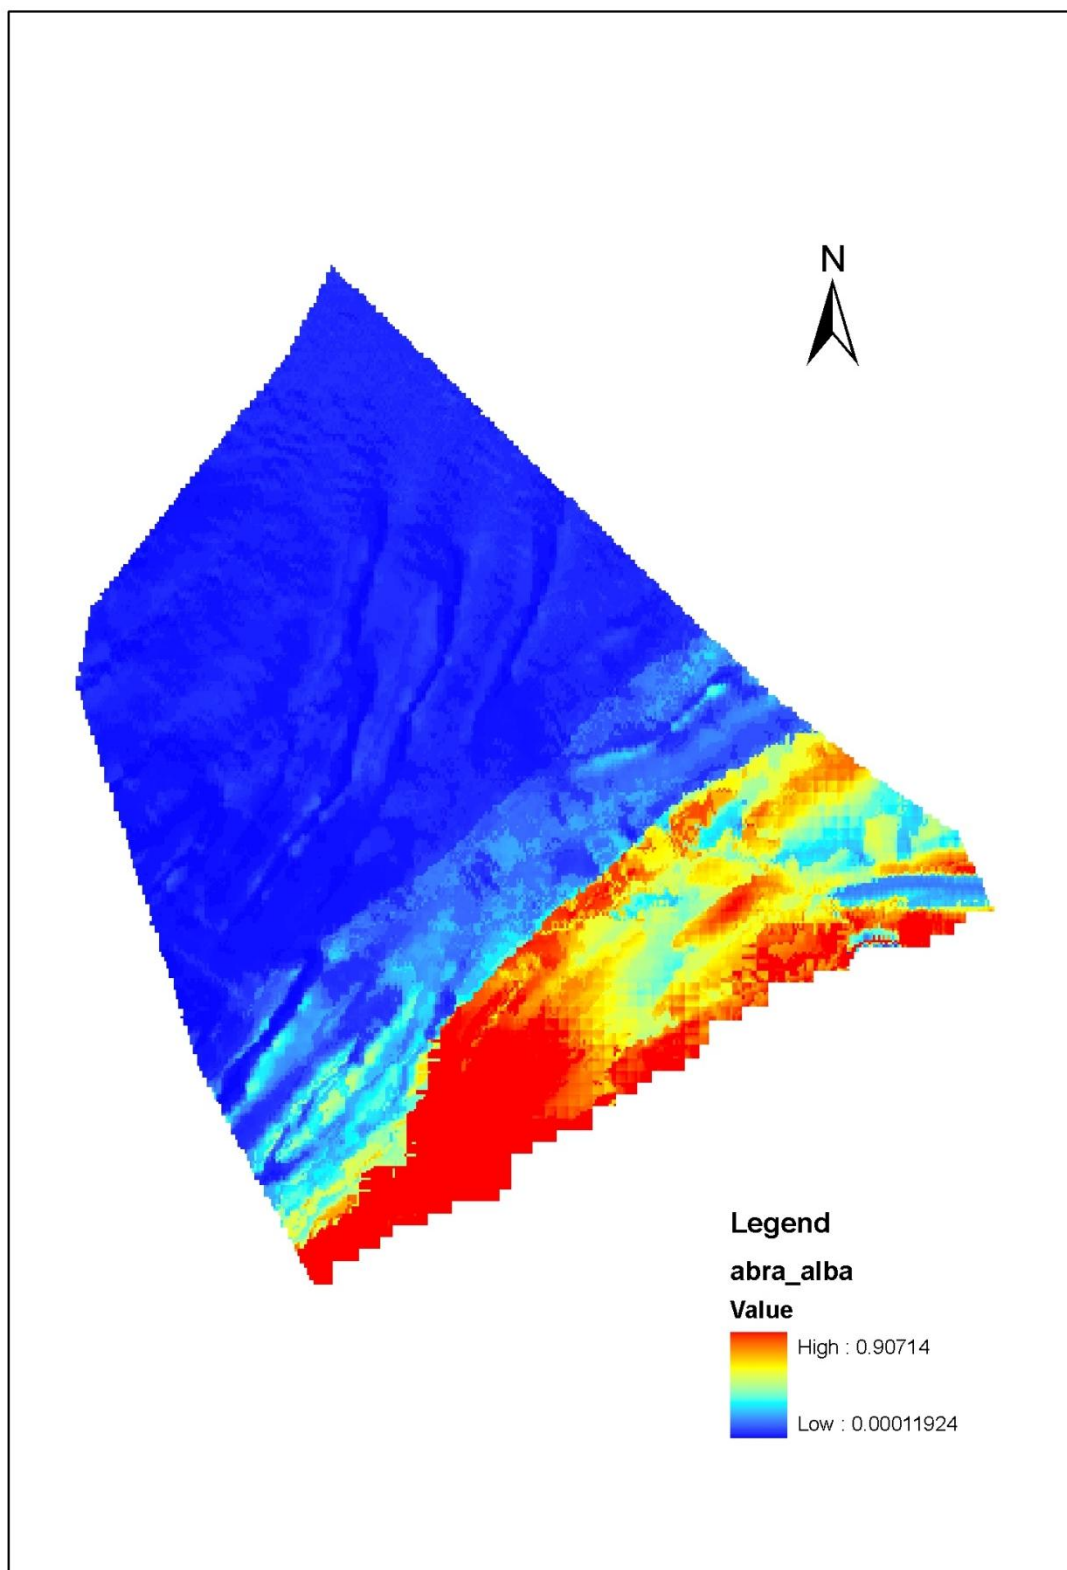 N
Legend
abra_alba
Value
High : 0.90714
Low : 0.00011924